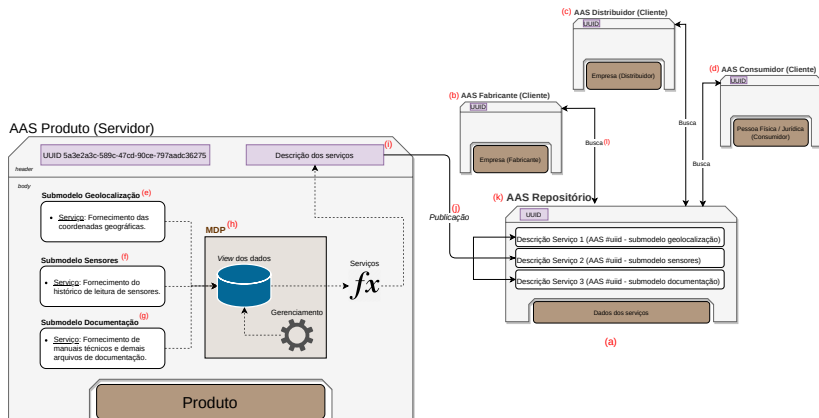 (c) AAS Distribuidor (Cliente)
UUID
Empresa (Distribuidor)
(d) AAS Consumidor (Cliente)
UUID
Pessoa Física / Jurídica
(Consumidor)
(b) AAS Fabricante (Cliente)
UUID
Empresa (Fabricante)
Busca
Busca (l)
Busca
AAS Produto (Servidor)
UUID 5a3e2a3c-589c-47cd-90ce-797aadc36275
Descrição dos serviços
(i)
header
body
Submodelo Geolocalização (e)
• Serviço: Fornecimento das
coordenadas geográficas.
Submodelo Sensores (f)
• Serviço: Fornecimento do
histórico de leitura de sensores.
Submodelo Documentação (g)
• Serviço: Fornecimento de
manuais técnicos e demais
arquivos de documentação.
MDP (h)
View dos dados
Gerenciamento
Serviços
fx
Produto
(j)
Publicação
(k) AAS Repositório
UUID
Descrição Serviço 1 (AAS #uiid - submodelo geolocalização)
Descrição Serviço 2 (AAS #uiid - submodelo sensores)
Descrição Serviço 3 (AAS #uiid - submodelo documentação)
Dados dos serviços
(a)